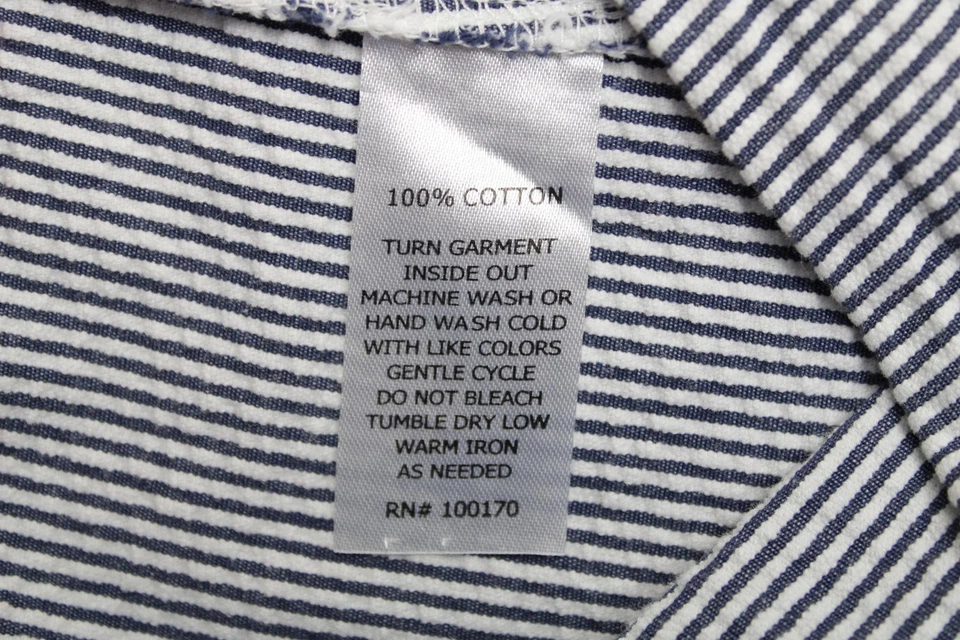 100% COTTON
TURN GARMENT
INSIDE OUT
MACHINE WASH OR
HAND WASH COLD
WITH LIKE COLORS
GENTLE CYCLE
DO NOT BLEACH
TUMBLE DRY LOW
WARM IRON
AS NEEDED
RN# 100170